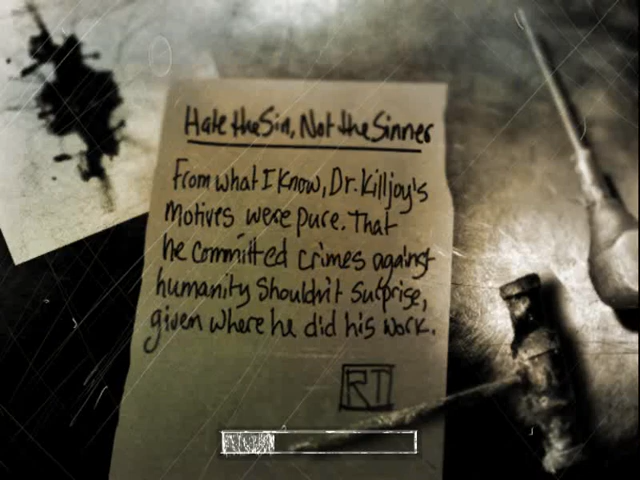 Hate the Sin, Not the Sinner
From what I Know, Dr. Killjoy's
Motives were pure. That
he committed crimes against
humanity shouldn't surprise,
given where he did his work.
RT